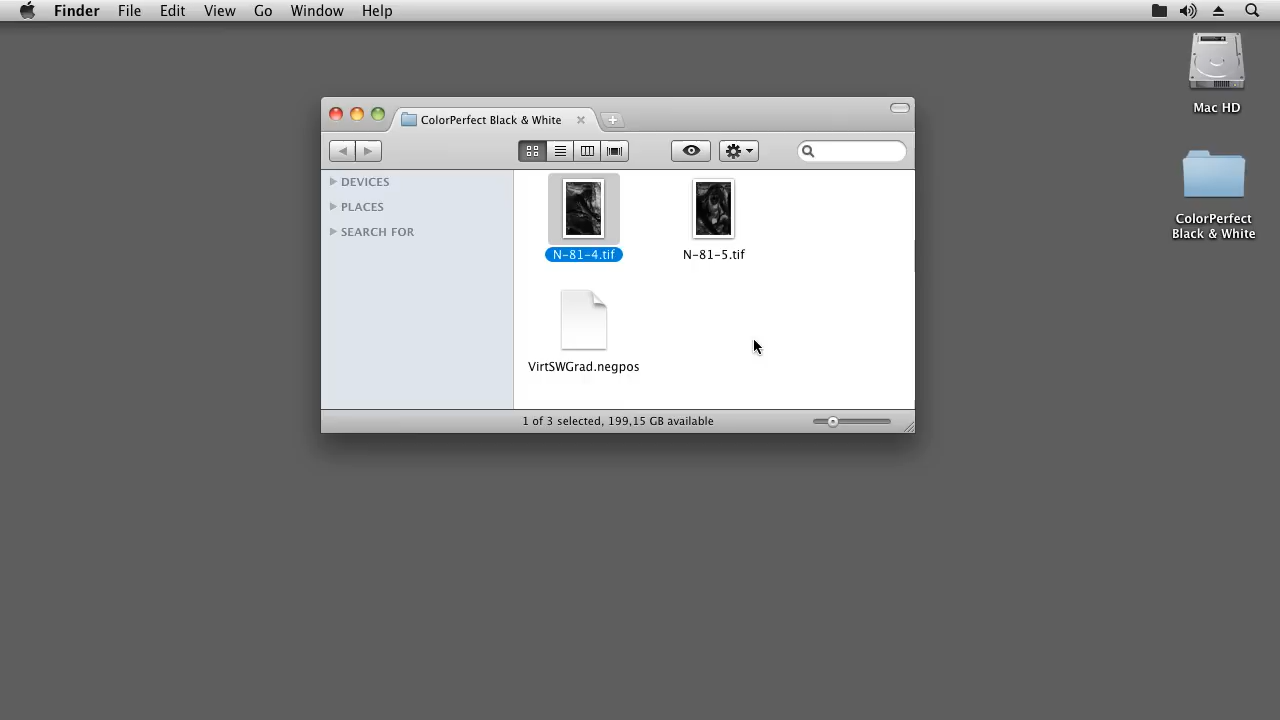 Finder File Edit View Go Window Help
Mac HD
ColorPerfect Black & White
ColorPerfect
Black & White
DEVICES
PLACES
SEARCH FOR
N-81-4.tif
N-81-5.tif
VirtSWGrad.negpos
1 of 3 selected, 199,15 GB available